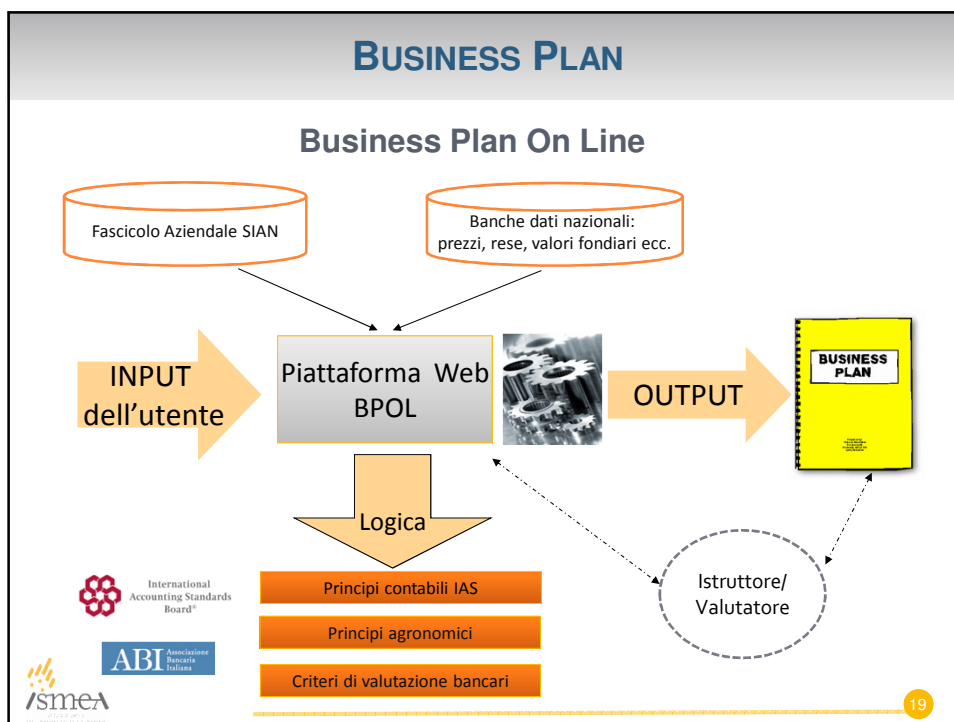 BUSINESS PLAN
Business Plan On Line
Fascicolo Aziendale SIAN
Banche dati nazionali:
prezzi, rese, valori fondiari ecc.
INPUT
dell'utente
Piattaforma Web
BPOL
OUTPUT
BUSINESS
PLAN
Logica
Istruttore/
Valutatore
International
Accounting Standards
Board®
Principi contabili IAS
Principi agronomici
ABI Associazione
Bancaria
Italiana
Criteri di valutazione bancari
ismea
19